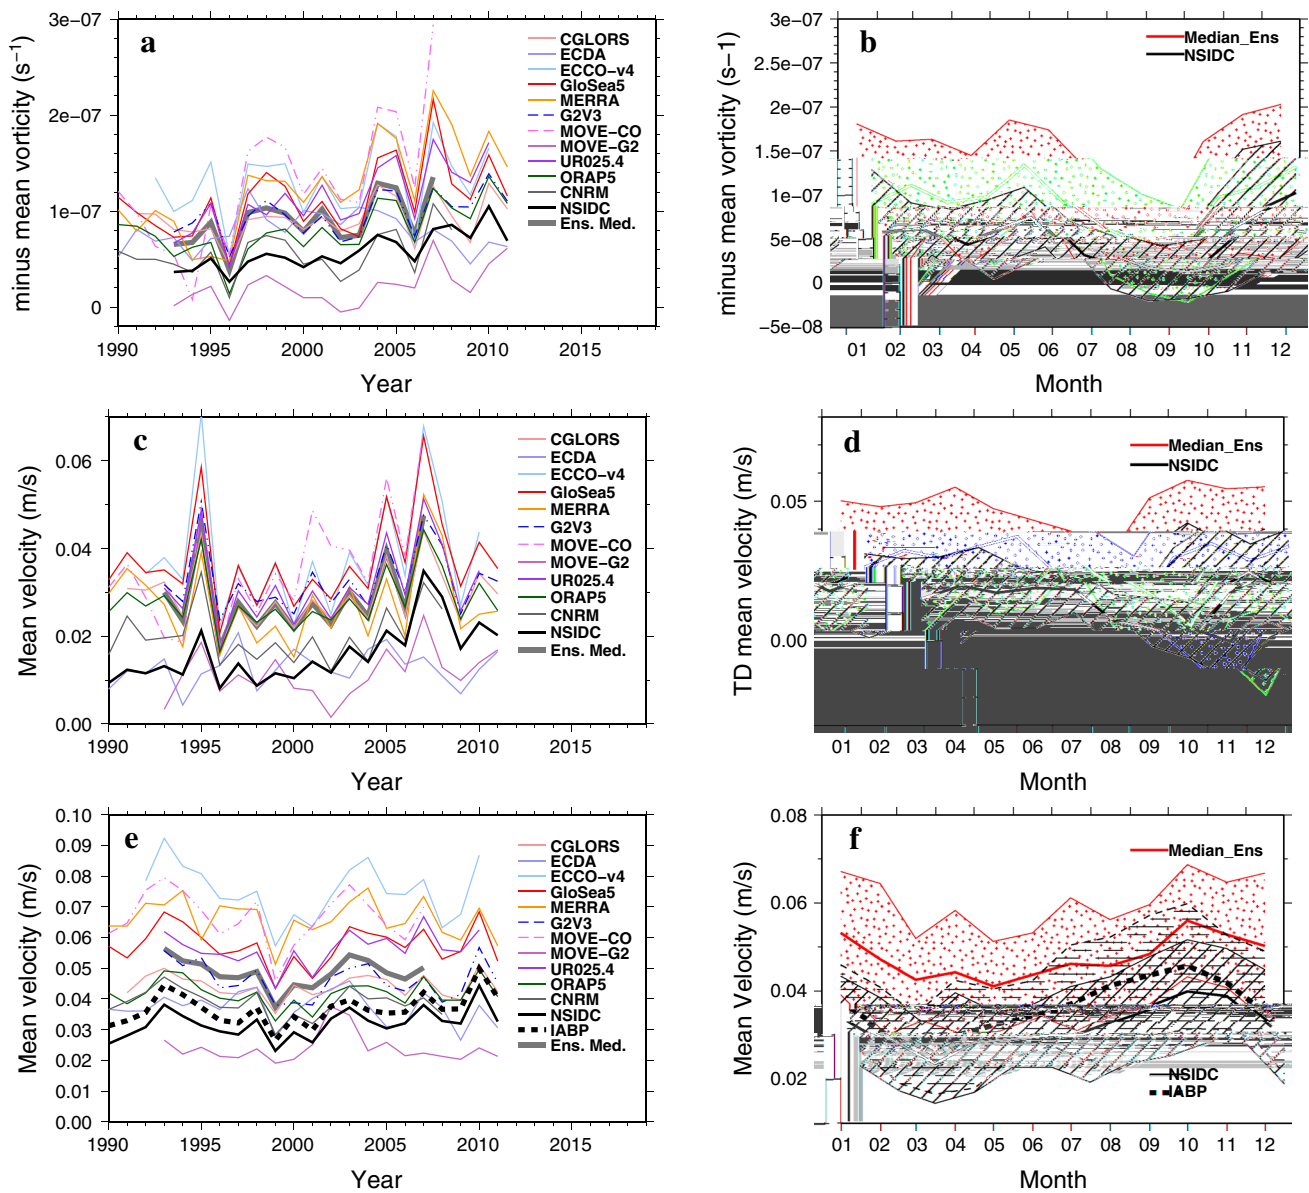 a
minus mean vorticity (s−1)
3e−07
2e−07
1e−07
0
1990
1995
2000
2005
2010
2015
Year
CGLORS
ECDA
ECCO−v4
GloSea5
MERRA
G2V3
MOVE−CO
MOVE−G2
UR025.4
ORAP5
CNRM
NSIDC
Ens. Med.
b
minus mean vorticity (s−1)
3e−07
2.5e−07
2e−07
1.5e−07
1e−07
5e−08
0
−5e−08
01
02
03
04
05
06
07
08
09
10
11
12
Month
Median_Ens
NSIDC
c
Mean velocity (m/s)
0.06
0.04
0.02
0.00
1990
1995
2000
2005
2010
2015
Year
CGLORS
ECDA
ECCO−v4
GloSea5
MERRA
G2V3
MOVE−CO
MOVE−G2
UR025.4
ORAP5
CNRM
NSIDC
Ens. Med.
d
TD mean velocity (m/s)
0.05
0.00
01
02
03
04
05
06
07
08
09
10
11
12
Month
Median_Ens
NSIDC
e
Mean velocity (m/s)
0.10
0.09
0.08
0.07
0.06
0.05
0.04
0.03
0.02
0.01
0.00
1990
1995
2000
2005
2010
2015
Year
CGLORS
ECDA
ECCO−v4
GloSea5
MERRA
G2V3
MOVE−CO
MOVE−G2
UR025.4
ORAP5
CNRM
NSIDC
IABP
Ens. Med.
f
Mean Velocity (m/s)
0.08
0.06
0.04
0.02
01
02
03
04
05
06
07
08
09
10
11
12
Month
Median_Ens
NSIDC
IABP